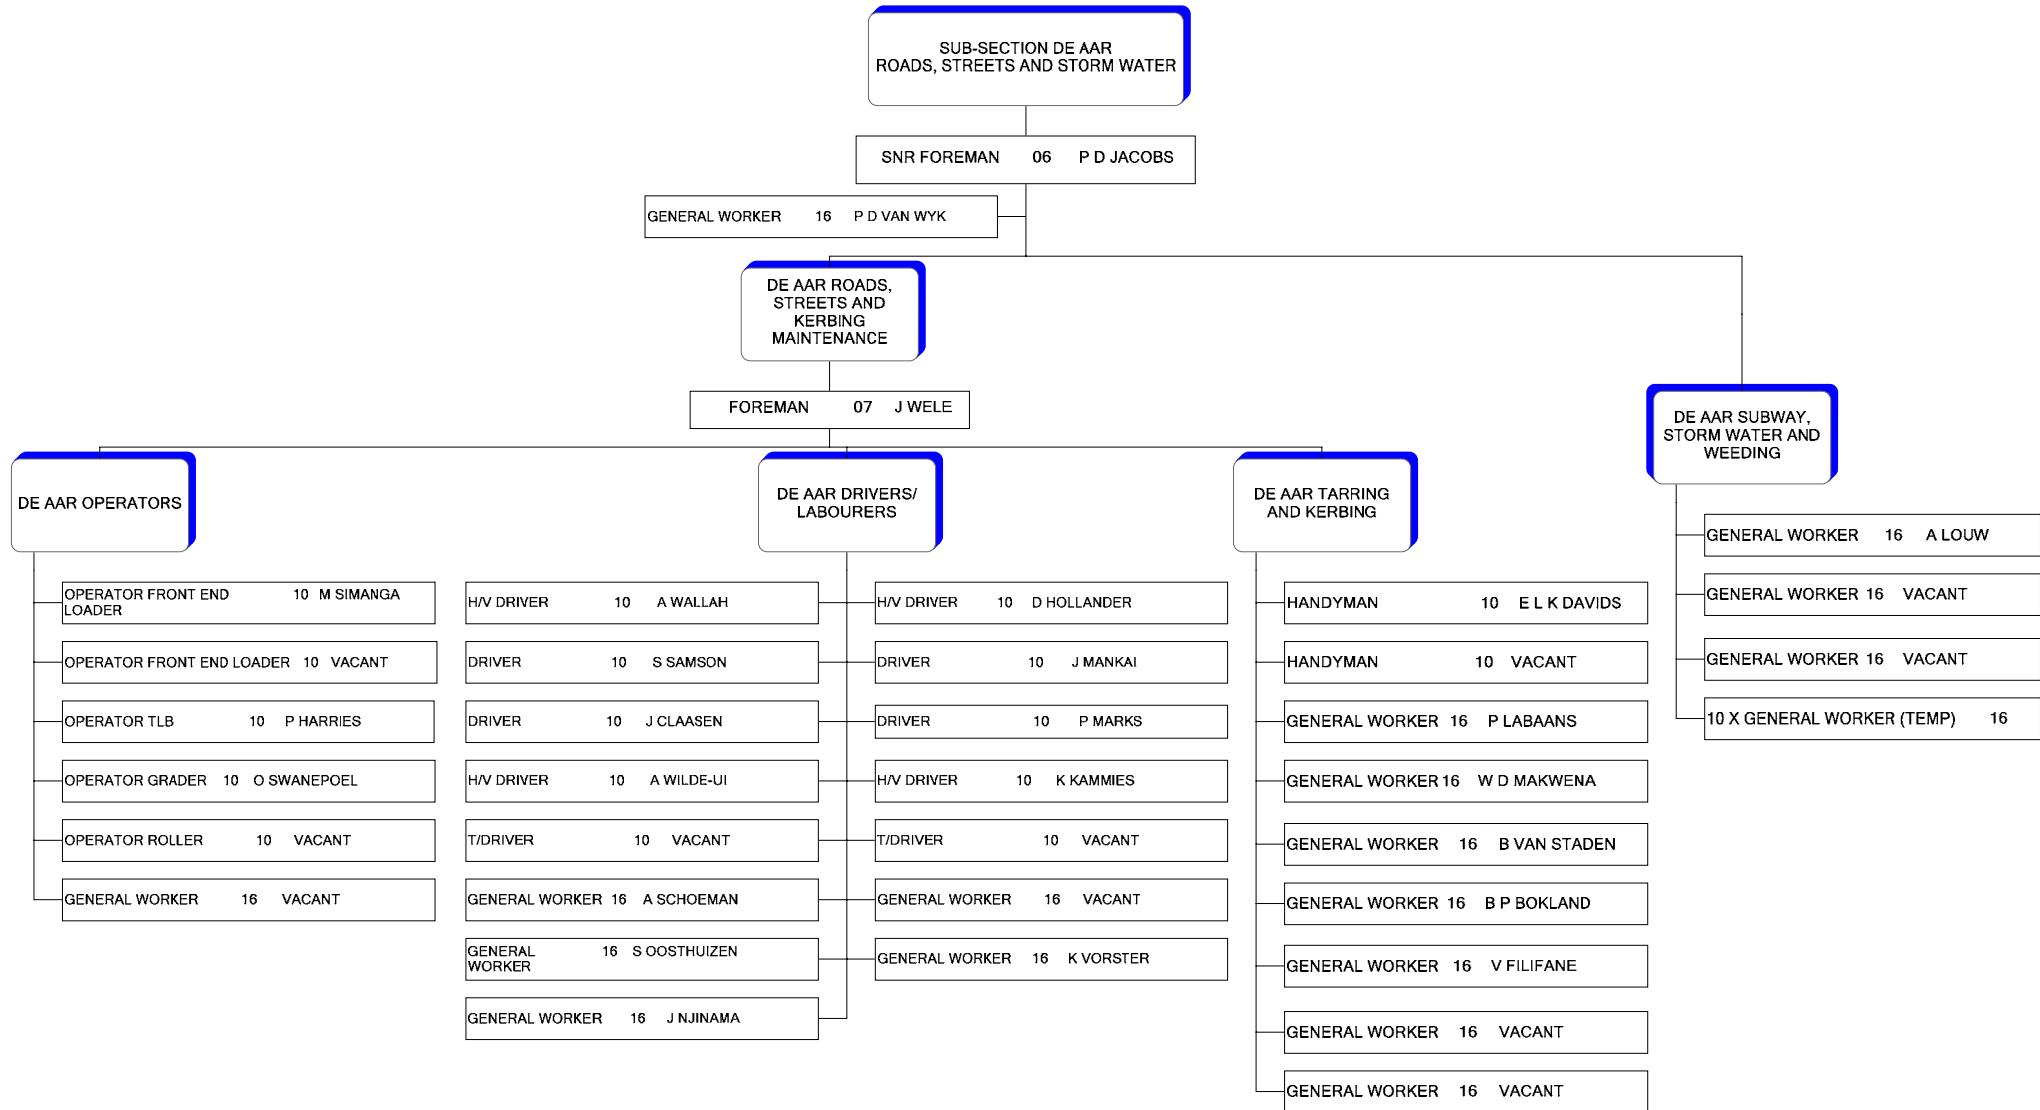 SUB-SECTION DE AAR
ROADS, STREETS AND STORM WATER
SNR FOREMAN 06 P D JACOBS
GENERAL WORKER 16 P D VAN WYK
DE AAR ROADS,
STREETS AND
KERBING
MAINTENANCE
FOREMAN 07 J WELE
DE AAR OPERATORS
OPERATOR FRONT END 10 M SIMANGA
LOADER
OPERATOR FRONT END LOADER 10 VACANT
OPERATOR TLB 10 P HARRIES
OPERATOR GRADER 10 O SWANEPOEL
OPERATOR ROLLER 10 VACANT
GENERAL WORKER 16 VACANT
DE AAR DRIVERS/
LABOURERS
H/V DRIVER 10 A WALLAH
DRIVER 10 S SAMSON
DRIVER 10 J CLAASEN
H/V DRIVER 10 A WILDE-UI
T/DRIVER 10 VACANT
GENERAL WORKER 16 A SCHOEMAN
GENERAL 16 S OOSTHUIZEN
WORKER
GENERAL WORKER 16 J NJINAMA
H/V DRIVER 10 D HOLLANDER
DRIVER 10 J MANKAI
DRIVER 10 P MARKS
H/V DRIVER 10 K KAMMIES
T/DRIVER 10 VACANT
GENERAL WORKER 16 VACANT
GENERAL WORKER 16 K VORSTER
DE AAR TARRING
AND KERBING
HANDYMAN 10 E L K DAVIDS
HANDYMAN 10 VACANT
GENERAL WORKER 16 P LABAANS
GENERAL WORKER 16 W D MAKWENA
GENERAL WORKER 16 B VAN STADEN
GENERAL WORKER 16 B P BOKLAND
GENERAL WORKER 16 V FILIFANE
GENERAL WORKER 16 VACANT
GENERAL WORKER 16 VACANT
DE AAR SUBWAY,
STORM WATER AND
WEEDING
GENERAL WORKER 16 A LOUW
GENERAL WORKER 16 VACANT
GENERAL WORKER 16 VACANT
10 X GENERAL WORKER (TEMP) 16